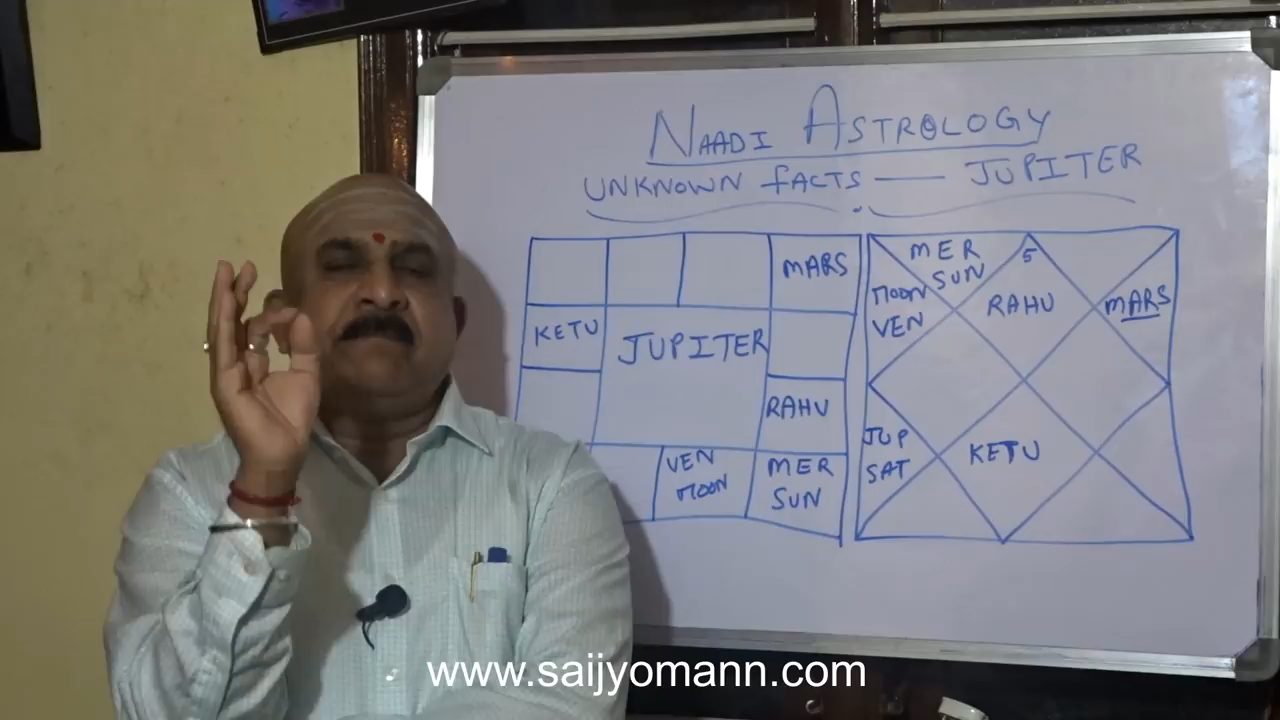 NAADI ASTROLOGY
UNKNOWN FACTS — JUPITER
MARS
KETU
JUPITER
RAHU
VEN
MOON
MER
SUN
MER
SUN
5
MOON
VEN
RAHU
MARS
JUP
SAT
KETU
www.saijyomann.com